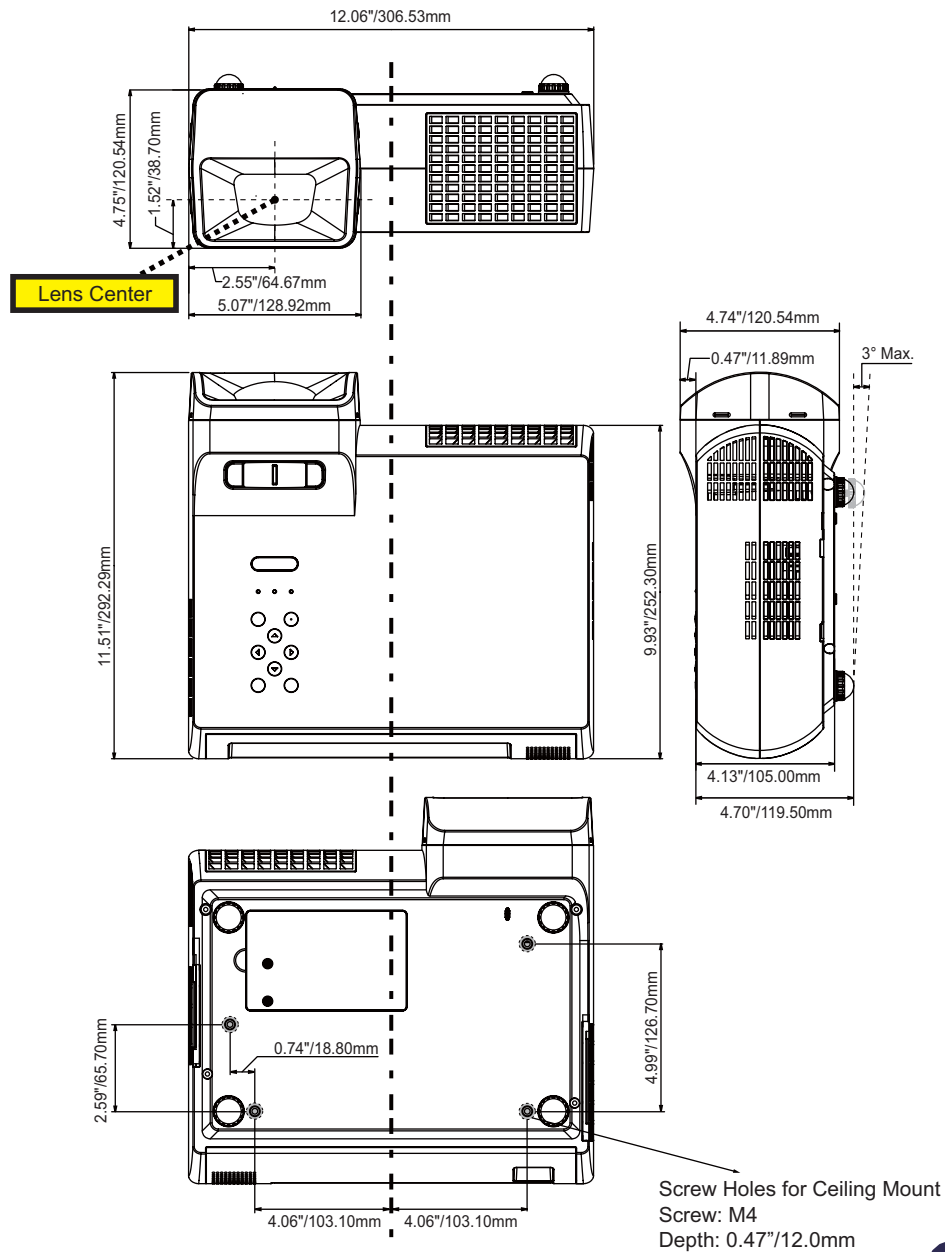 12.06"/306.53mm
4.75"/120.54mm
1.52"/38.70mm
Lens Center
2.55"/64.67mm
5.07"/128.92mm
4.74"/120.54mm
0.47"/11.89mm
3° Max.
11.51"/292.29mm
9.93"/252.30mm
4.13"/105.00mm
4.70"/119.50mm
2.59"/65.70mm
0.74"/18.80mm
4.99"/126.70mm
4.06"/103.10mm
4.06"/103.10mm
Screw Holes for Ceiling Mount
Screw: M4
Depth: 0.47”/12.0mm